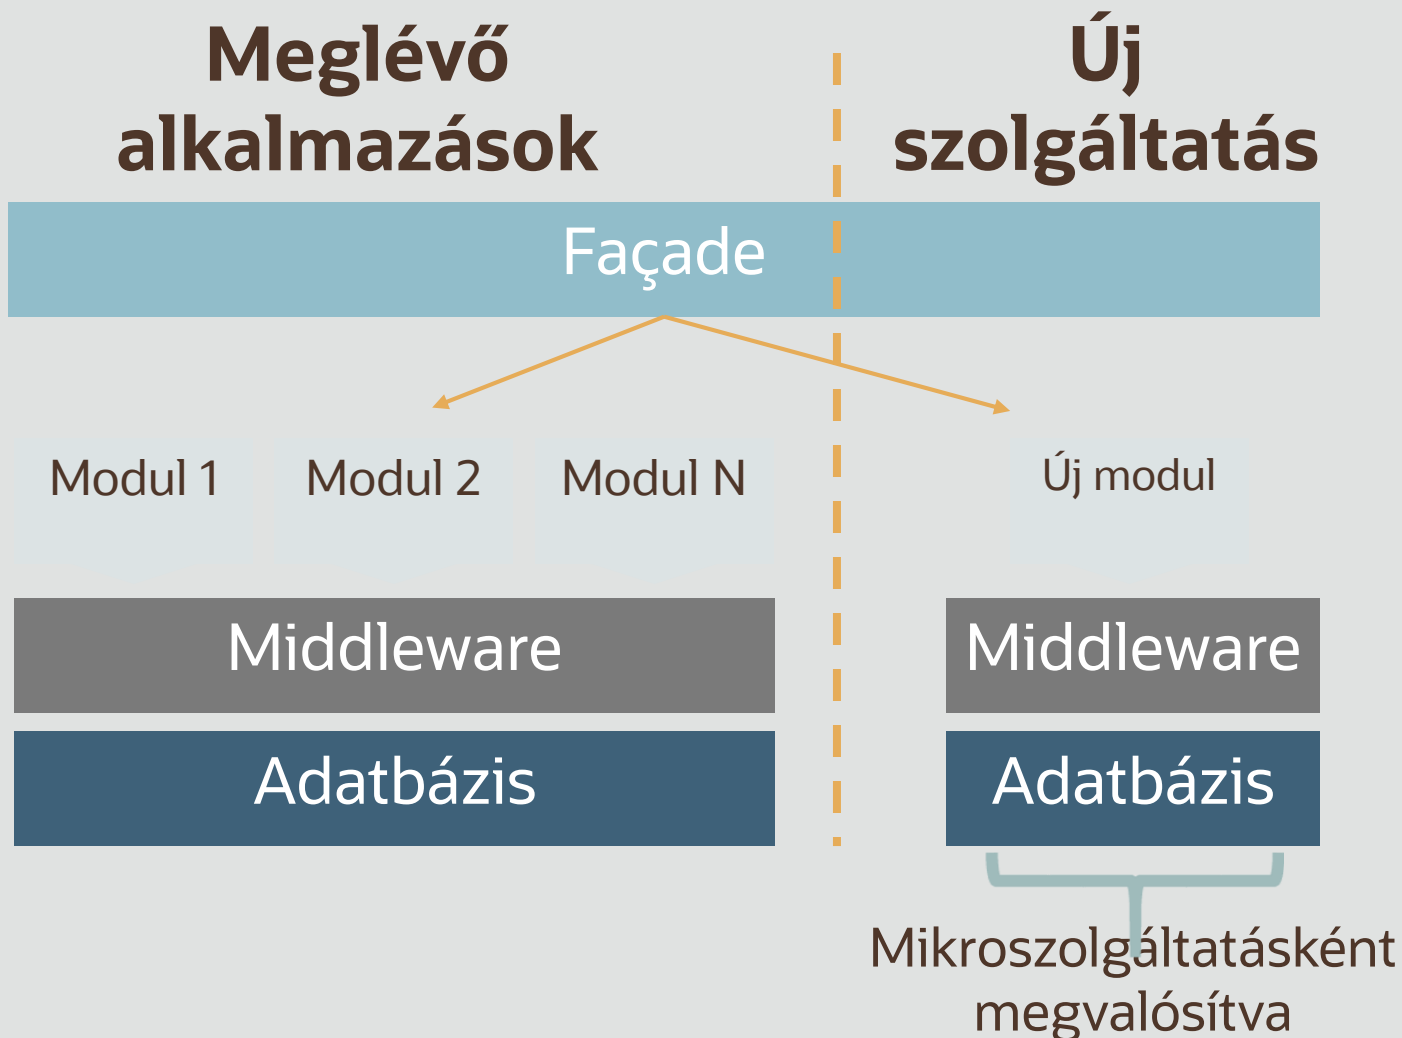 Meglévő
alkalmazások
Új
szolgáltatás
Façade
Modul 1
Modul 2
Modul N
Új modul
Middleware
Middleware
Adatbázis
Adatbázis
Mikroszolgáltatásként
megvalósítva